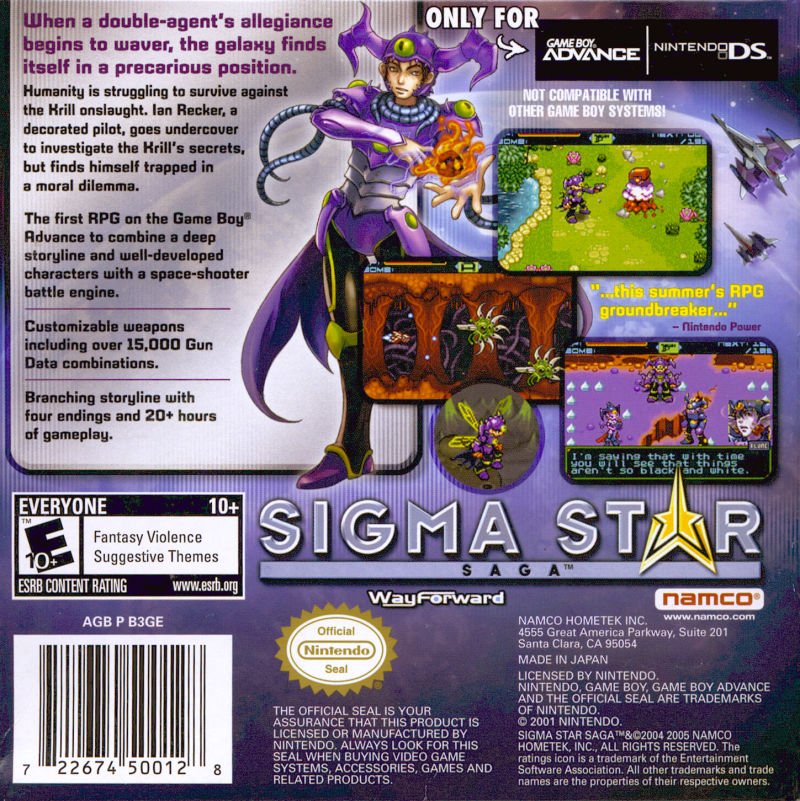 When a double-agent's allegiance
begins to waver, the galaxy finds
itself in a precarious position.
Humanity is struggling to survive against
the Krill onslaught. Ian Recker, a
decorated pilot, goes undercover
to investigate the Krill's secrets,
but finds himself trapped in
a moral dilemma.
The first RPG on the Game Boy®
Advance to combine a deep
storyline and well-developed
characters with a space-shooter
battle engine.
Customizable weapons
including over 15,000 Gun
Data combinations.
Branching storyline with
four endings and 20+ hours
of gameplay.
ONLY FOR
GAME BOY
ADVANCE
NINTENDO DS™
NOT COMPATIBLE WITH
OTHER GAME BOY SYSTEMS!
"...this summer's RPG
groundbreaker..."
– Nintendo Power
I'm saying that with time
you will see that things
aren't so black and white.
EVERYONE 10+
E
10+
™
Fantasy Violence
Suggestive Themes
ESRB CONTENT RATING www.esrb.org
SIGMA STAR
SAGA™
WayForward
namco®
www.namco.com
AGB P B3GE
7 22674 50012 8
Official
Nintendo
Seal
®
THE OFFICIAL SEAL IS YOUR
ASSURANCE THAT THIS PRODUCT IS
LICENSED OR MANUFACTURED BY
NINTENDO. ALWAYS LOOK FOR THIS
SEAL WHEN BUYING VIDEO GAME
SYSTEMS, ACCESSORIES, GAMES AND
RELATED PRODUCTS.
NAMCO HOMETEK INC.
4555 Great America Parkway, Suite 201
Santa Clara, CA 95054
MADE IN JAPAN
LICENSED BY NINTENDO.
NINTENDO, GAME BOY, GAME BOY ADVANCE
AND THE OFFICIAL SEAL ARE TRADEMARKS
OF NINTENDO.
© 2001 NINTENDO.
SIGMA STAR SAGA™&©2004 2005 NAMCO
HOMETEK, INC., ALL RIGHTS RESERVED. The
ratings icon is a trademark of the Entertainment
Software Association. All other trademarks and trade
names are the properties of their respective owners.